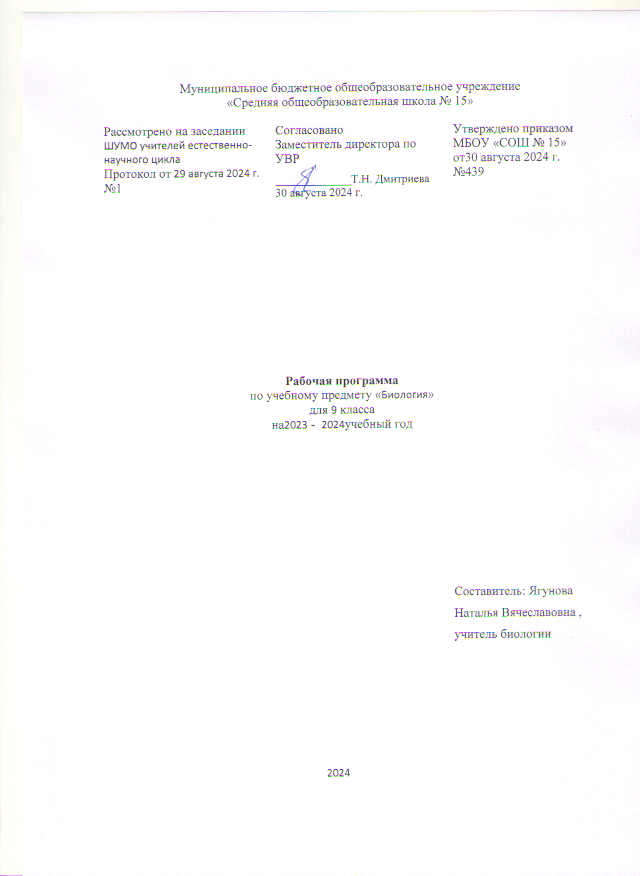 Муниципальное бюджетное общеобразовательное учреждение
«Средняя общеобразовательная школа № 15»
Рассмотрено на заседании
ШУМО учителей естественно-
научного цикла
Протокол от 29 августа 2024 г.
№1
Согласовано
Заместитель директора по
УВР
_____________Т.Н. Дмитриева
30 августа 2024 г.
Утверждено приказом
МБОУ «СОШ № 15»
от30 августа 2024 г.
№439
Рабочая программа
по учебному предмету «Биология»
для 9 класса
на2023 - 2024учебный год
Составитель: Ягунова
Наталья Вячеславовна ,
учитель биологии
2024